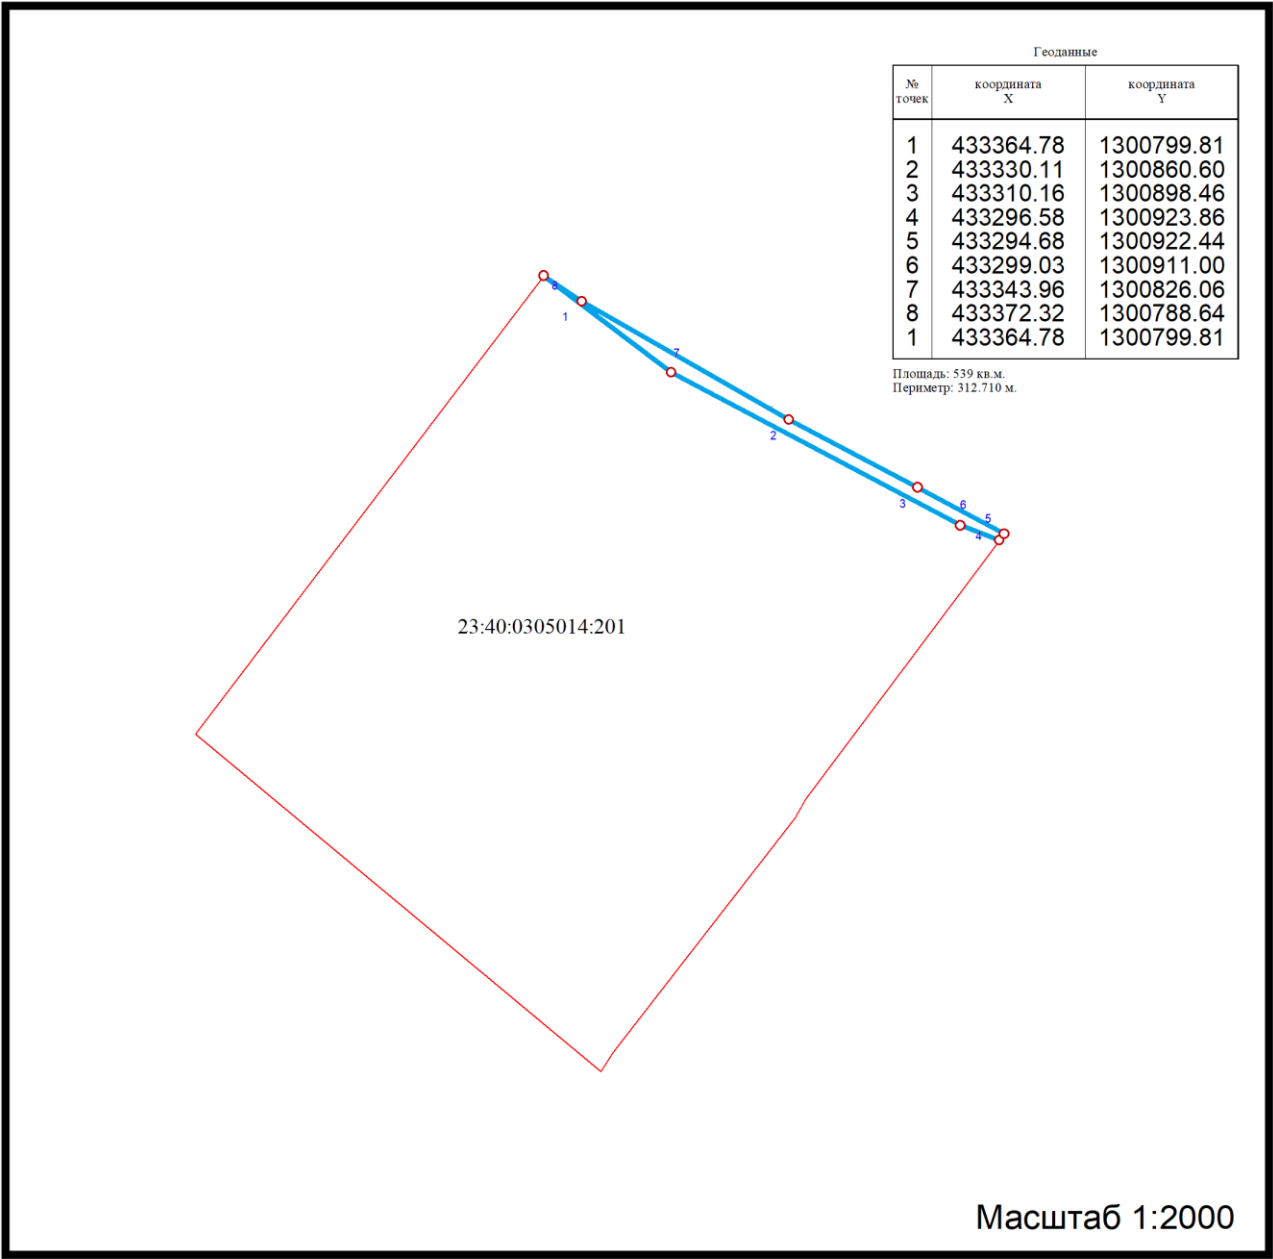 Геоданные
№ точек координата X координата Y
1 433364.78 1300799.81
2 433330.11 1300860.60
3 433310.16 1300898.46
4 433296.58 1300923.86
5 433294.68 1300922.44
6 433299.03 1300911.00
7 433343.96 1300826.06
8 433372.32 1300788.64
1 433364.78 1300799.81
Площадь: 539 кв.м.
Периметр: 312.710 м.
8
1
7
2
6
3
5
4
23:40:0305014:201
Масштаб 1:2000